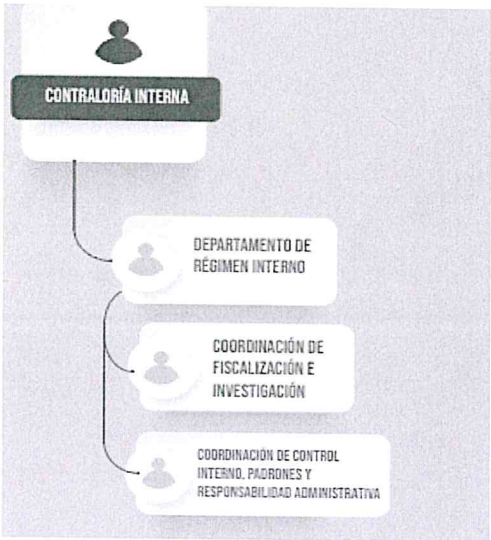 CONTRALORÍA INTERNA
DEPARTAMENTO DE
RÉGIMEN INTERNO
COORDINACIÓN DE
FISCALIZACIÓN E
INVESTIGACIÓN
COORDINACIÓN DE CONTROL
INTERNO, PADRONES Y
RESPONSABILIDAD ADMINISTRATIVA